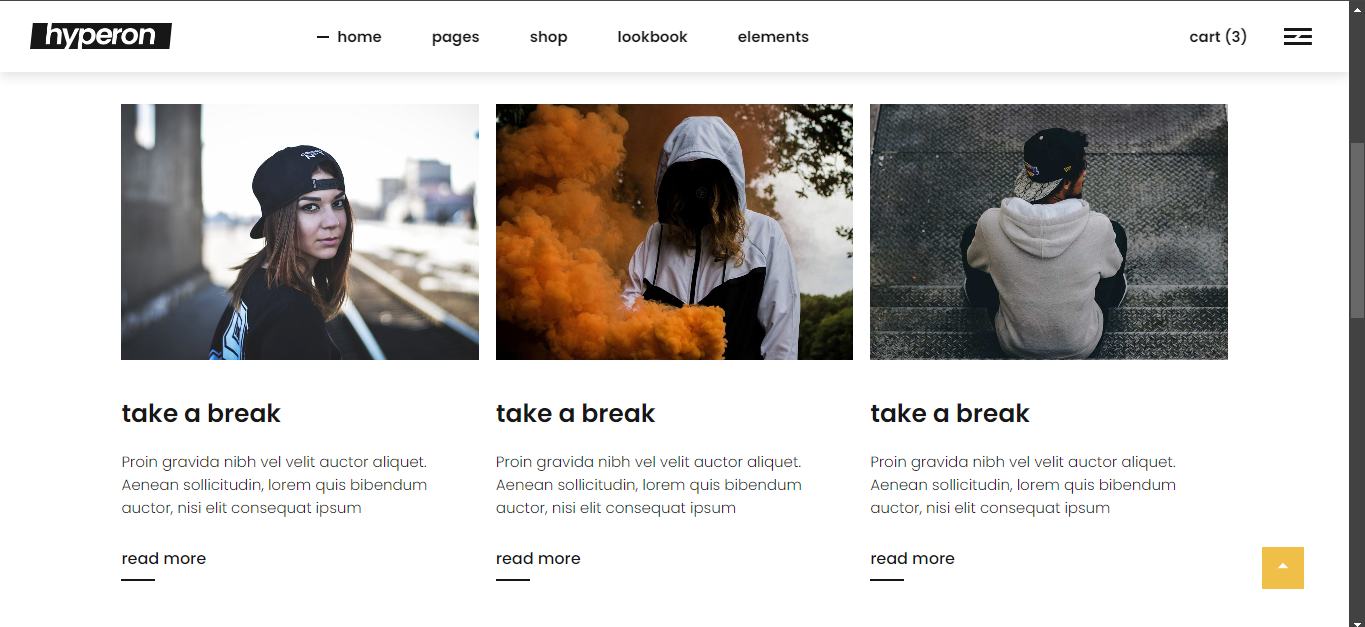 hyperon
home pages shop lookbook elements cart (3)
take a break
Proin gravida nibh vel velit auctor aliquet.
Aenean sollicitudin, lorem quis bibendum
auctor, nisi elit consequat ipsum
read more
take a break
Proin gravida nibh vel velit auctor aliquet.
Aenean sollicitudin, lorem quis bibendum
auctor, nisi elit consequat ipsum
read more
take a break
Proin gravida nibh vel velit auctor aliquet.
Aenean sollicitudin, lorem quis bibendum
auctor, nisi elit consequat ipsum
read more